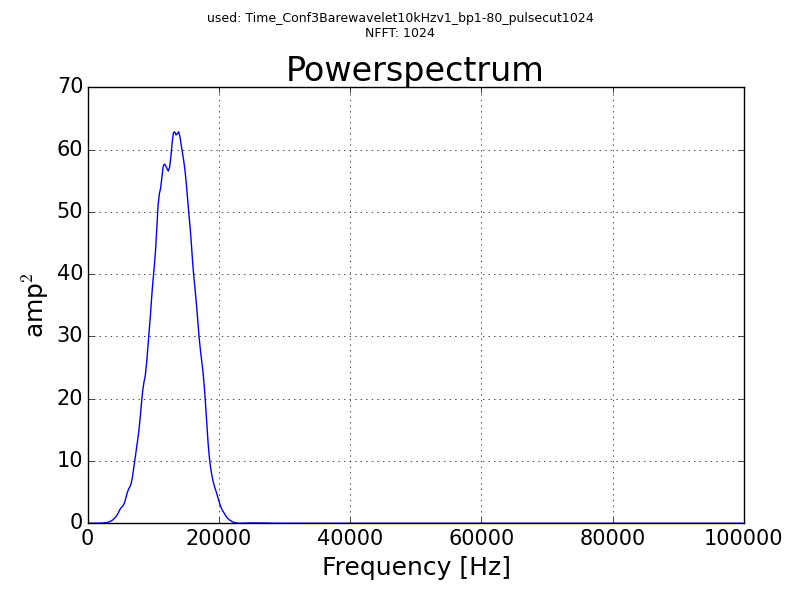 used: Time_Conf3Barewavelet10kHzv1_bp1-80_pulsecut1024
NFFT: 1024
Powerspectrum
70
60
50
40
30
20
10
0
amp²
0 20000 40000 60000 80000 100000
Frequency [Hz]